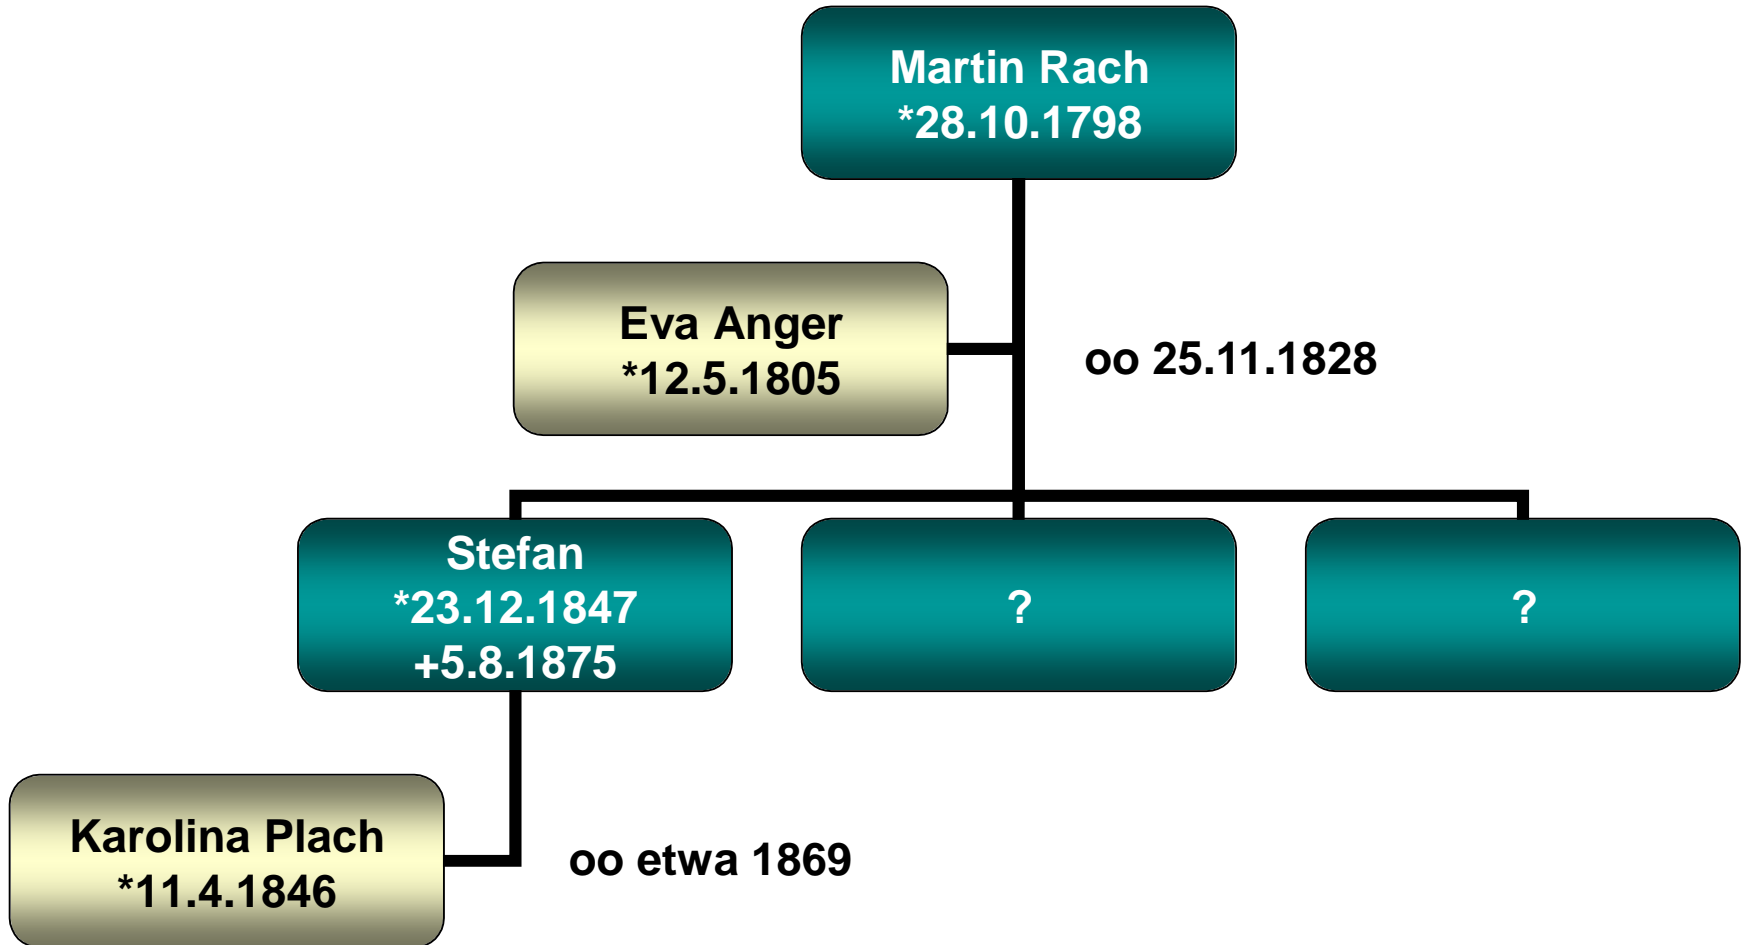 Martin Rach
*28.10.1798
Eva Anger
*12.5.1805
oo 25.11.1828
Stefan
*23.12.1847
+5.8.1875
?
?
Karolina Plach
*11.4.1846
oo etwa 1869